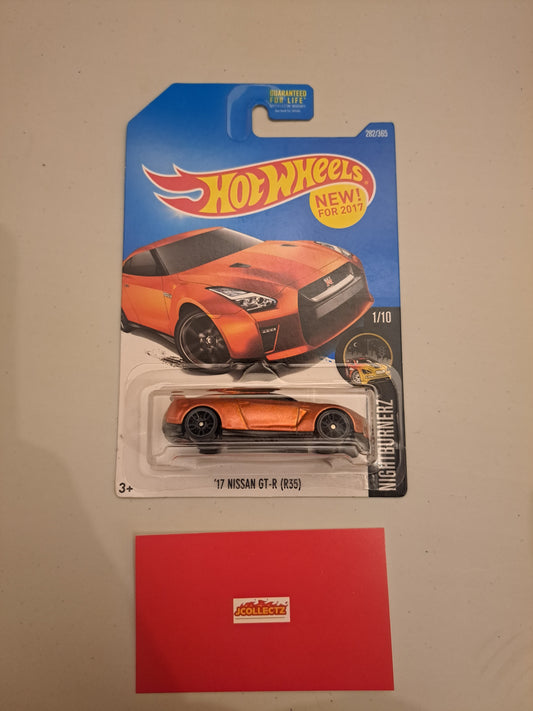 GUARANTEED
FOR LIFE
282/365
HOT WHEELS
NEW!
FOR 2017
1/10
NIGHTBURNERZ
'17 NISSAN GT-R (R35)
3+
JCOLLECTZ